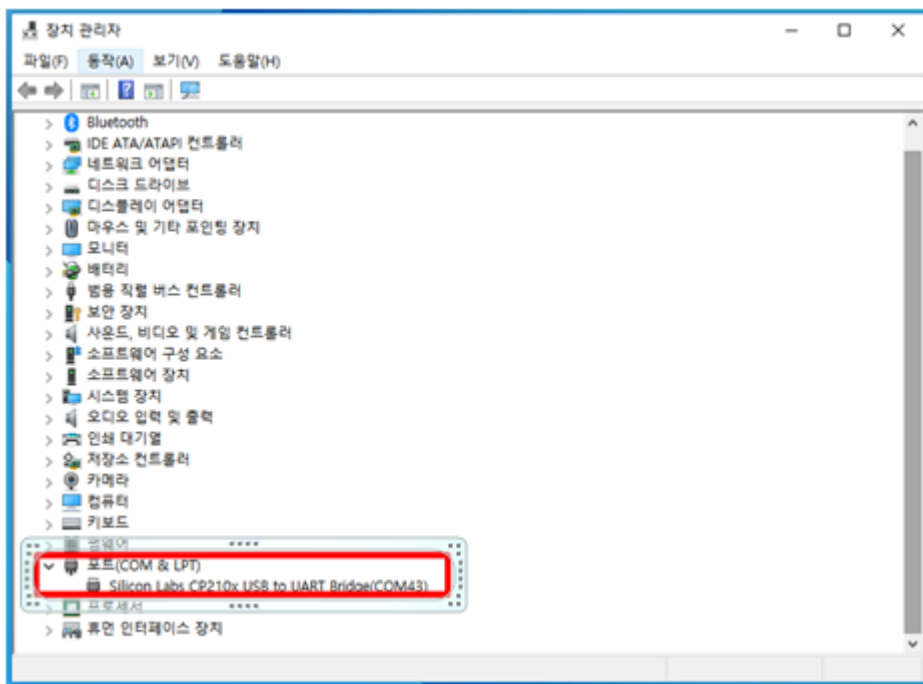 장치 관리자
파일(F) 동작(A) 보기(V) 도움말(H)
Bluetooth
IDE ATA/ATAPI 컨트롤러
네트워크 어댑터
디스크 드라이브
디스플레이 어댑터
마우스 및 기타 포인팅 장치
모니터
배터리
범용 직렬 버스 컨트롤러
보안 장치
사운드, 비디오 및 게임 컨트롤러
소프트웨어 구성 요소
소프트웨어 장치
시스템 장치
오디오 입력 및 출력
인쇄 대기열
저장소 컨트롤러
카메라
컴퓨터
키보드
펌웨어
포트(COM & LPT)
Silicon Labs CP210x USB to UART Bridge(COM43)
프로세서
휴먼 인터페이스 장치